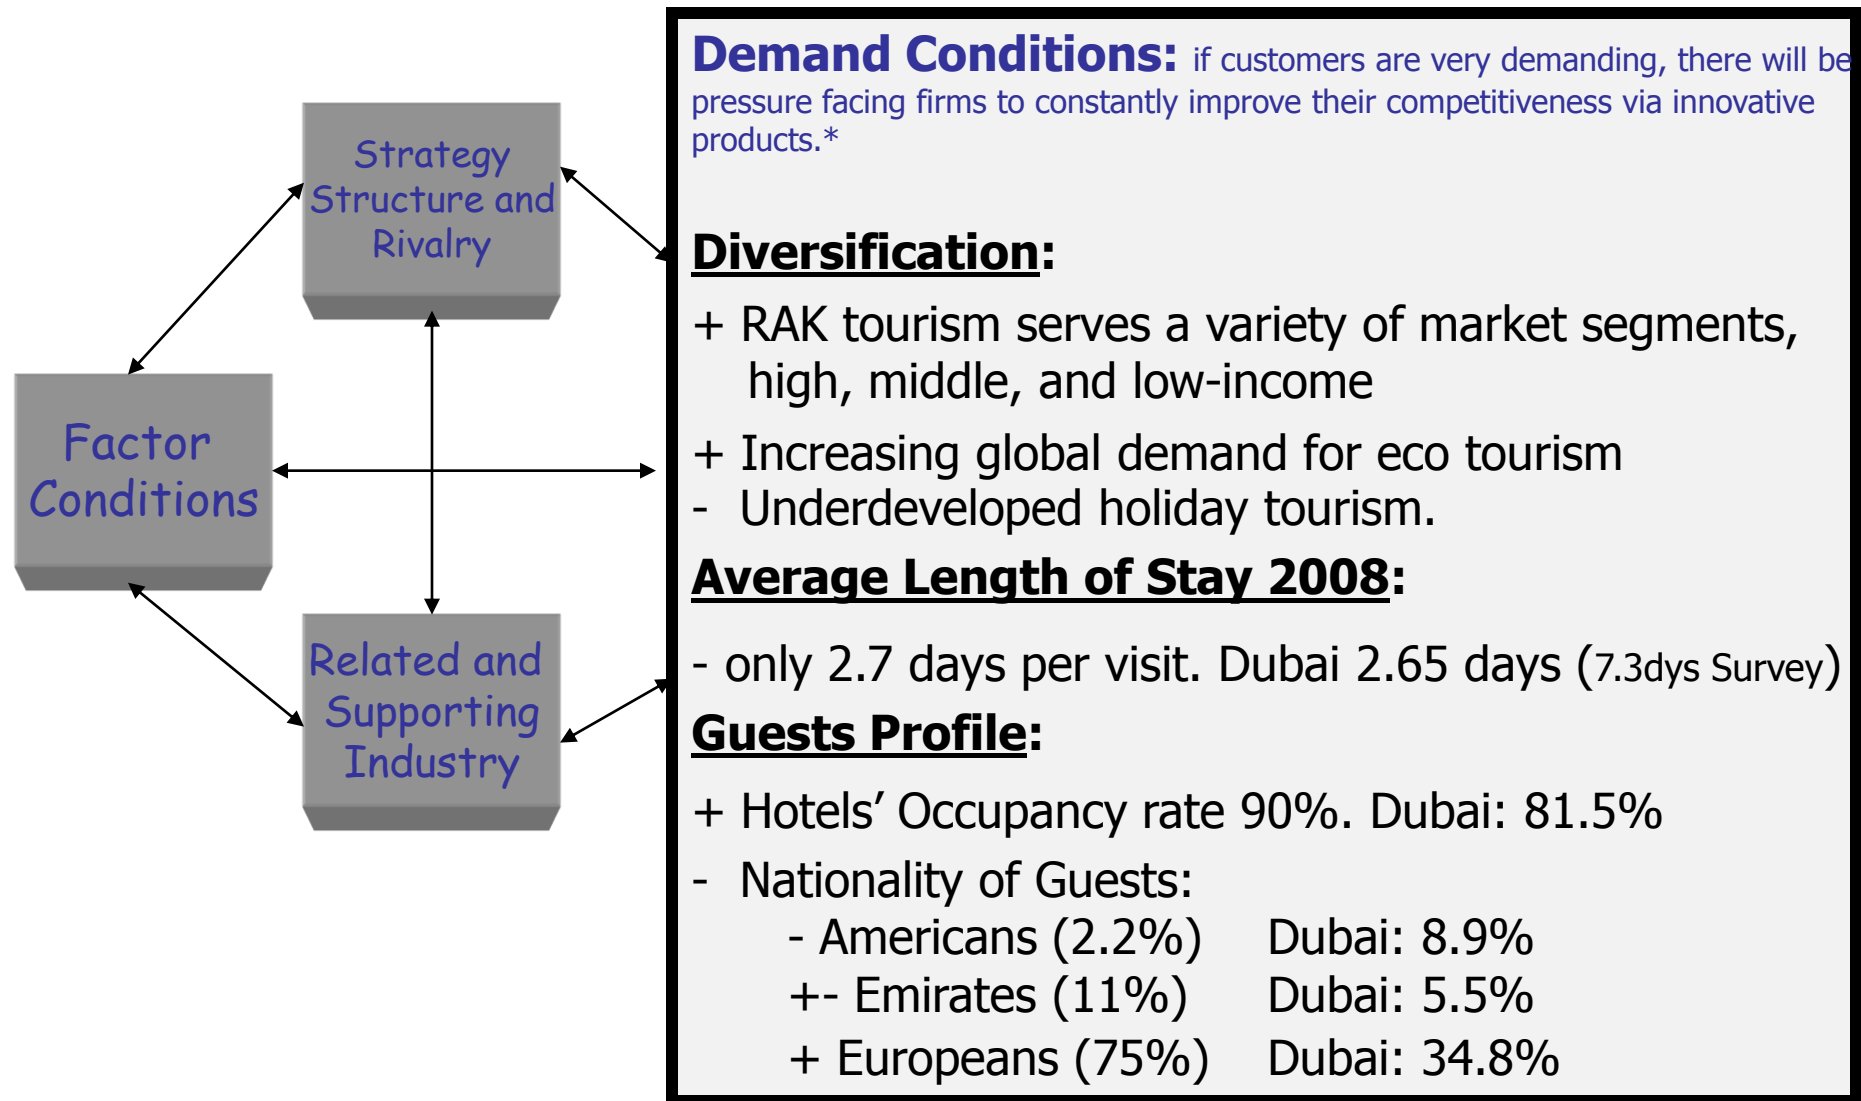 Strategy
Structure and
Rivalry
Factor
Conditions
Related and
Supporting
Industry
Demand Conditions: if customers are very demanding, there will be
pressure facing firms to constantly improve their competitiveness via innovative
products.*
Diversification:
+ RAK tourism serves a variety of market segments,
high, middle, and low-income
+ Increasing global demand for eco tourism
- Underdeveloped holiday tourism.
Average Length of Stay 2008:
- only 2.7 days per visit. Dubai 2.65 days (7.3dys Survey)
Guests Profile:
+ Hotels’ Occupancy rate 90%. Dubai: 81.5%
- Nationality of Guests:
- Americans (2.2%) Dubai: 8.9%
+- Emirates (11%) Dubai: 5.5%
+ Europeans (75%) Dubai: 34.8%